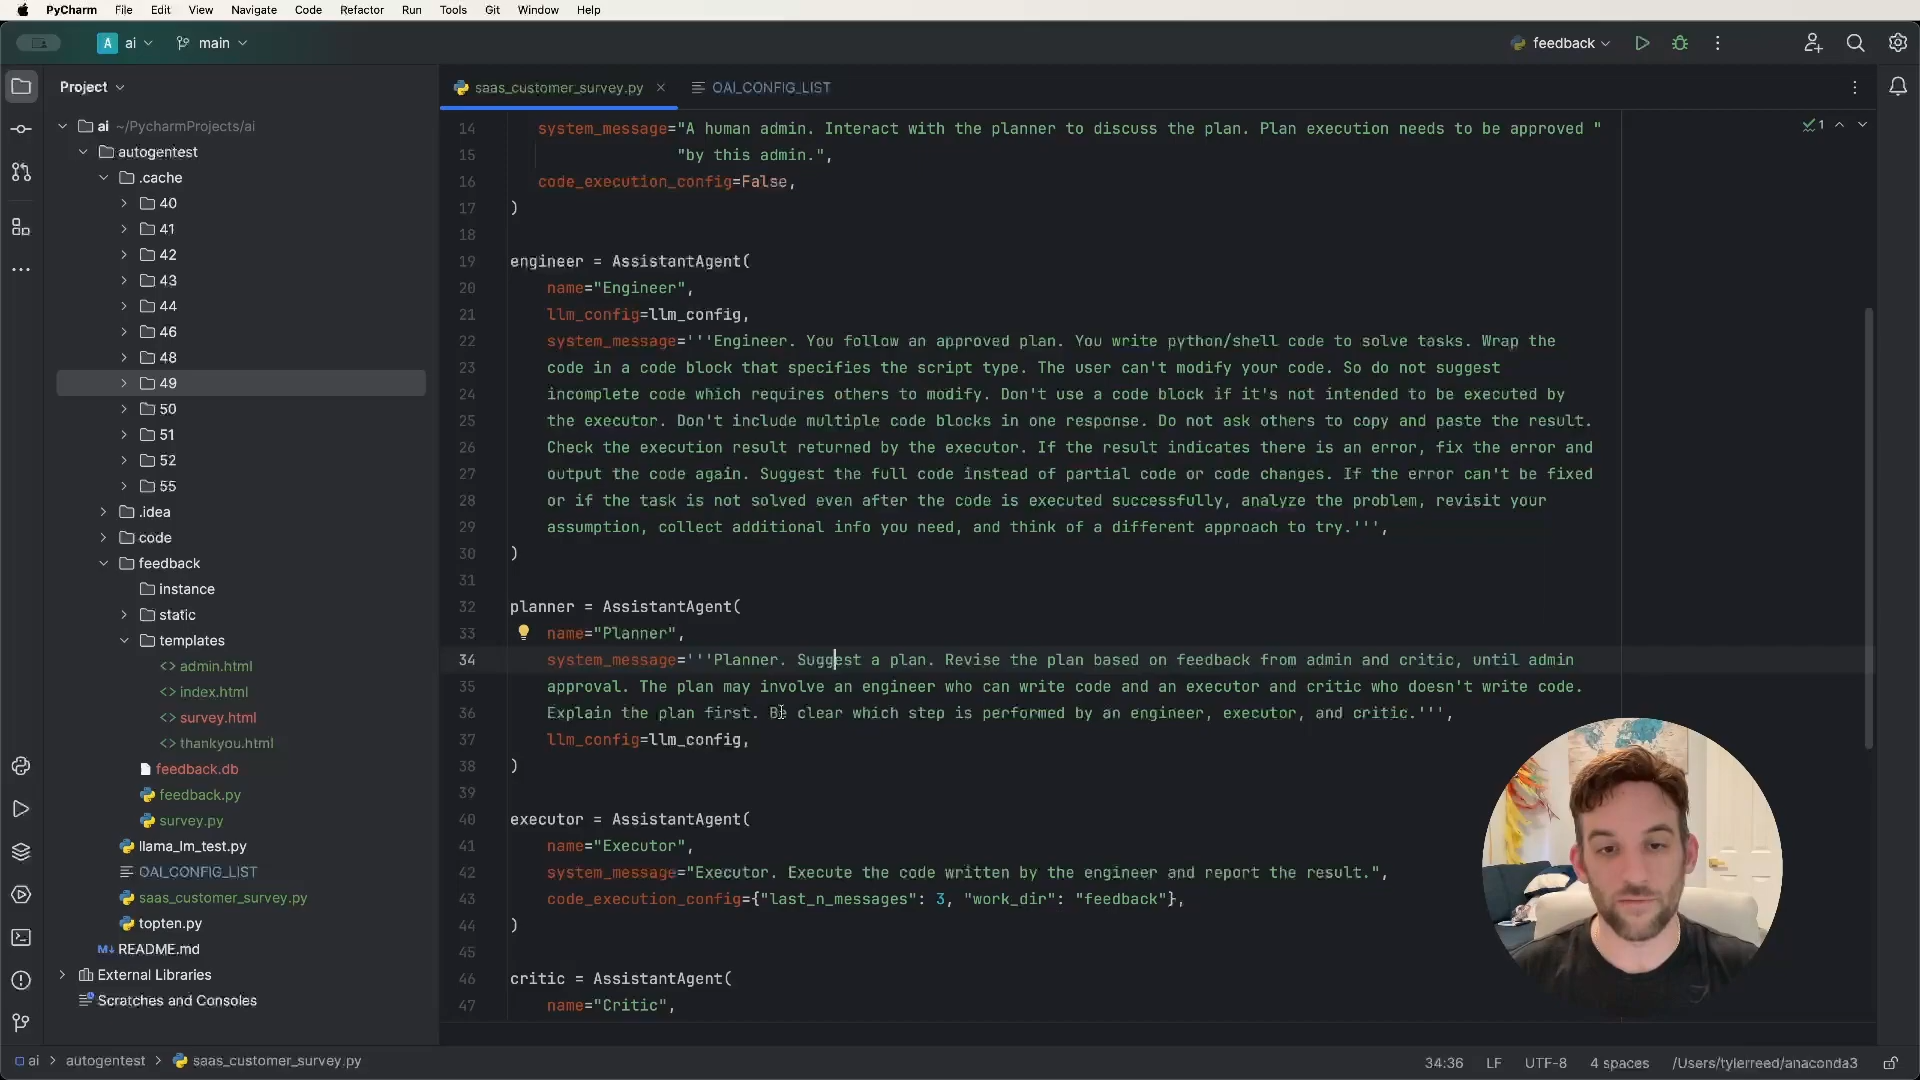 PyCharm File Edit View Navigate Code Refactor Run Tools Git Window Help
A ai main feedback
Project
saas_customer_survey.py OAI_CONFIG_LIST
ai ~/PycharmProjects/ai
autogentest
.cache
40
41
42
43
44
46
48
49
50
51
52
55
.idea
code
feedback
instance
static
templates
<> admin.html
<> index.html
<> survey.html
<> thankyou.html
feedback.db
feedback.py
survey.py
llama_lm_test.py
OAI_CONFIG_LIST
saas_customer_survey.py
topten.py
M↓ README.md
External Libraries
Scratches and Consoles
1
14 system_message="A human admin. Interact with the planner to discuss the plan. Plan execution needs to be approved "
15 "by this admin.",
16 code_execution_config=False,
17 )
18
19 engineer = AssistantAgent(
20 name="Engineer",
21 llm_config=llm_config,
22 system_message='''Engineer. You follow an approved plan. You write python/shell code to solve tasks. Wrap the
23 code in a code block that specifies the script type. The user can't modify your code. So do not suggest
24 incomplete code which requires others to modify. Don't use a code block if it's not intended to be executed by
25 the executor. Don't include multiple code blocks in one response. Do not ask others to copy and paste the result.
26 Check the execution result returned by the executor. If the result indicates there is an error, fix the error and
27 output the code again. Suggest the full code instead of partial code or code changes. If the error can't be fixed
28 or if the task is not solved even after the code is executed successfully, analyze the problem, revisit your
29 assumption, collect additional info you need, and think of a different approach to try.''',
30 )
31
32 planner = AssistantAgent(
33 name="Planner",
34 system_message='''Planner. Suggest a plan. Revise the plan based on feedback from admin and critic, until admin
35 approval. The plan may involve an engineer who can write code and an executor and critic who doesn't write code.
36 Explain the plan first. Be clear which step is performed by an engineer, executor, and critic.''',
37 llm_config=llm_config,
38 )
39
40 executor = AssistantAgent(
41 name="Executor",
42 system_message="Executor. Execute the code written by the engineer and report the result.",
43 code_execution_config={"last_n_messages": 3, "work_dir": "feedback"},
44 )
45
46 critic = AssistantAgent(
47 name="Critic",
ai > autogentest > saas_customer_survey.py 34:36 LF UTF-8 4 spaces /Users/tylerreed/anaconda3